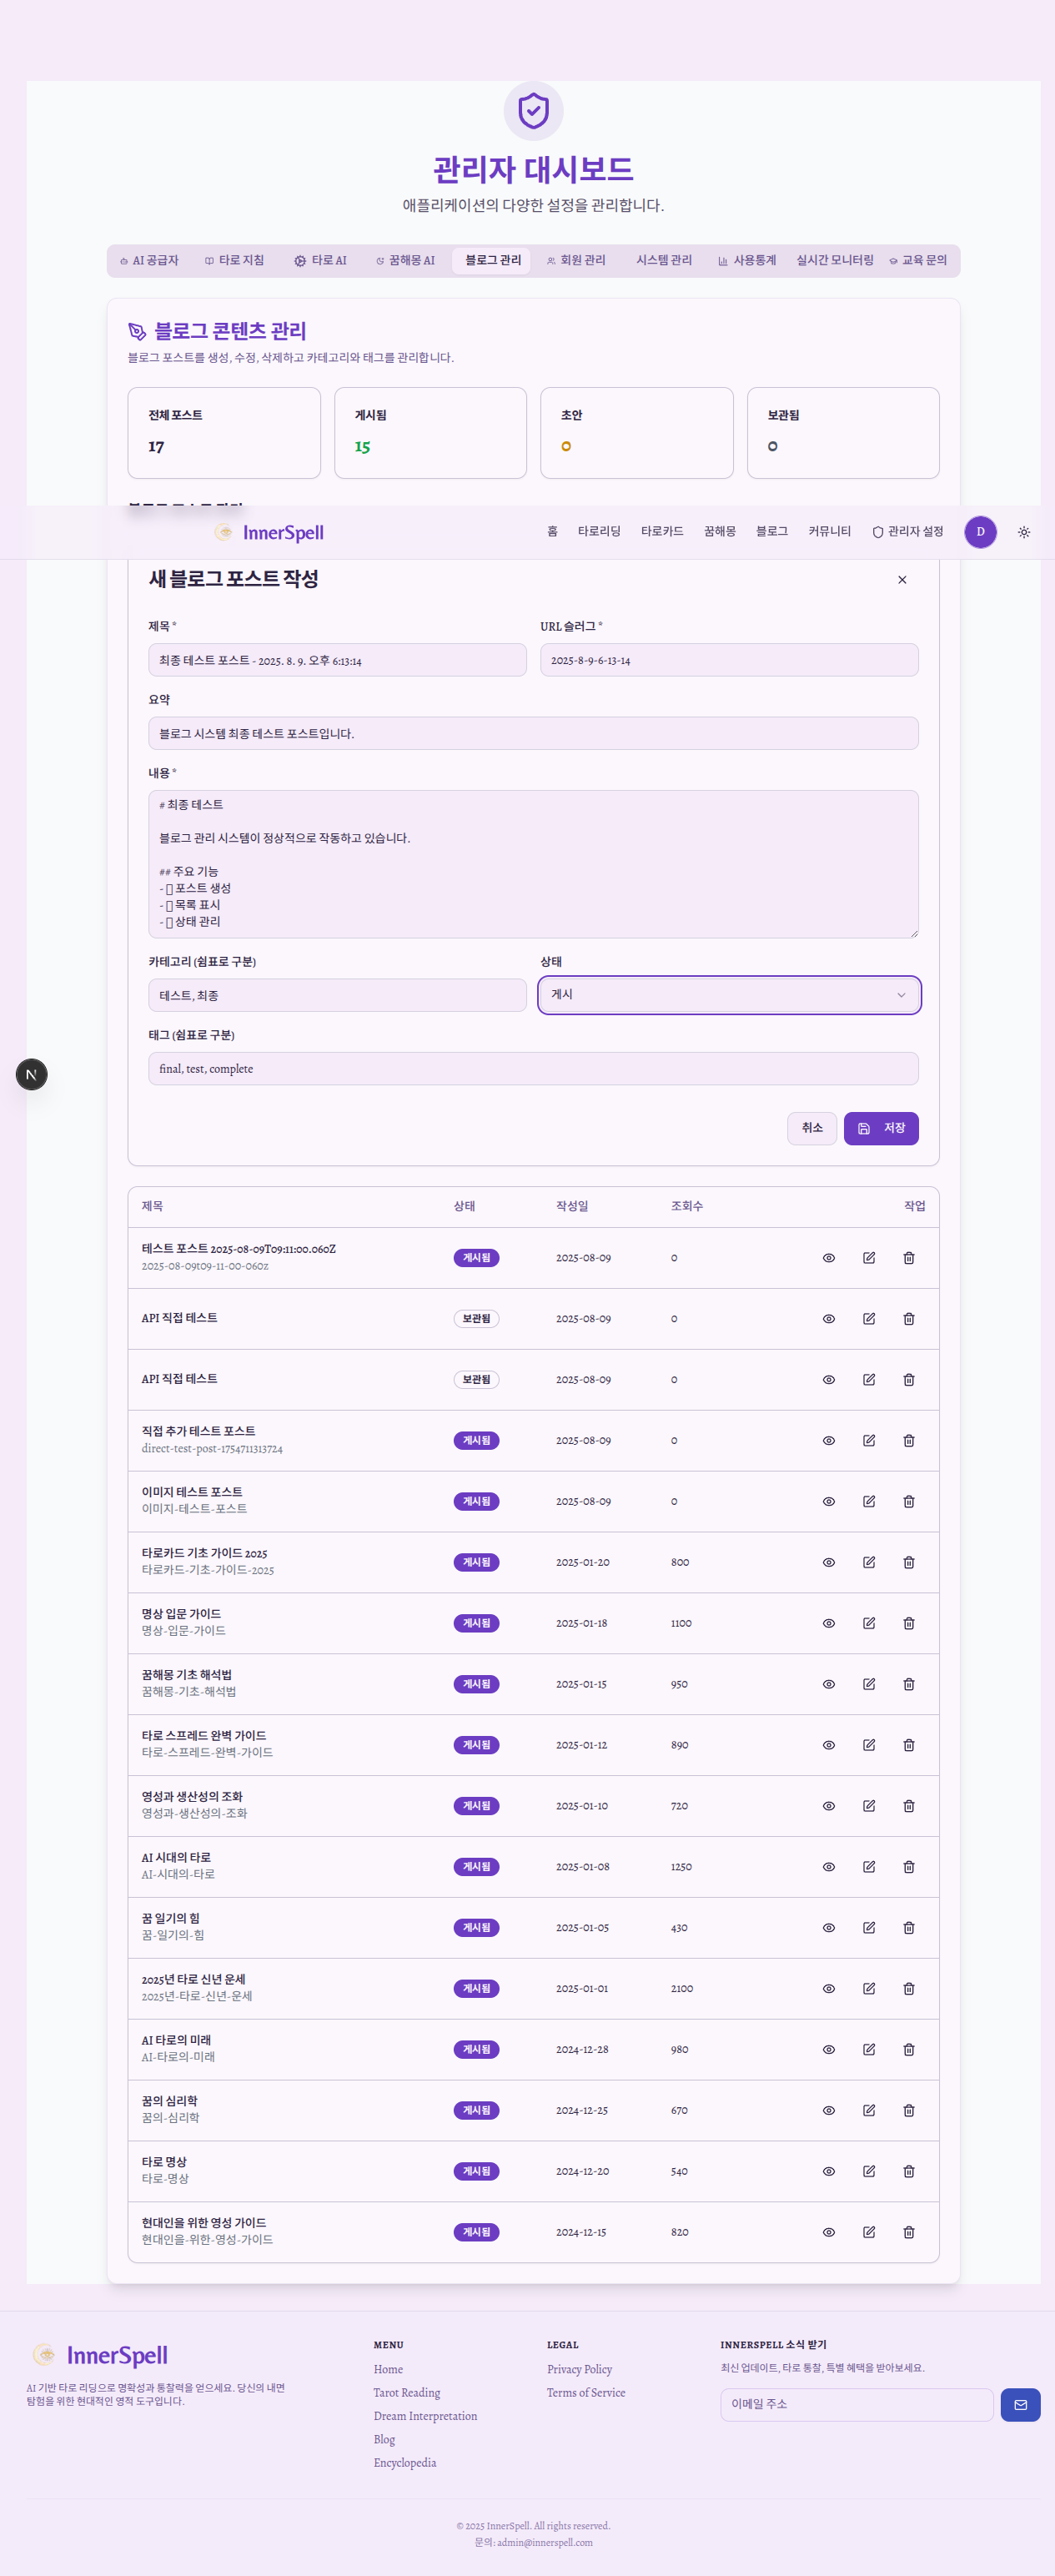 관리자 대시보드
애플리케이션의 다양한 설정을 관리합니다.
AI 공급자 타로 지침 타로 AI 꿈해몽 AI 블로그 관리 회원 관리 시스템 관리 사용통계 실시간 모니터링 교육 문의
블로그 콘텐츠 관리
블로그 포스트를 생성, 수정, 삭제하고 카테고리와 태그를 관리합니다.
전체 포스트 게시됨 초안 보관됨
17 15 0 0
InnerSpell 홈 타로리딩 타로카드 꿈해몽 블로그 커뮤니티 관리자 설정 D
새 블로그 포스트 작성
제목 * URL 슬러그 *
최종 테스트 포스트 - 2025. 8. 9. 오후 6:13:14 2025-8-9-6-13-14
요약
블로그 시스템 최종 테스트 포스트입니다.
내용 *
# 최종 테스트
블로그 관리 시스템이 정상적으로 작동하고 있습니다.
## 주요 기능
- 포스트 생성
- 목록 표시
- 상태 관리
카테고리 (쉼표로 구분) 상태
테스트, 최종 게시
태그 (쉼표로 구분)
final, test, complete
N
취소 저장
제목 상태 작성일 조회수 작업
테스트 포스트 2025-08-09T09:11:00.060Z 게시됨 2025-08-09 0
2025-08-09t09-11-00-060z
API 직접 테스트 보관됨 2025-08-09 0
API 직접 테스트 보관됨 2025-08-09 0
직접 추가 테스트 포스트 게시됨 2025-08-09 0
direct-test-post-1754711313724
이미지 테스트 포스트 게시됨 2025-08-09 0
이미지-테스트-포스트
타로카드 기초 가이드 2025 게시됨 2025-01-20 800
타로카드-기초-가이드-2025
명상 입문 가이드 게시됨 2025-01-18 1100
명상-입문-가이드
꿈해몽 기초 해석법 게시됨 2025-01-15 950
꿈해몽-기초-해석법
타로 스프레드 완벽 가이드 게시됨 2025-01-12 890
타로-스프레드-완벽-가이드
영성과 생산성의 조화 게시됨 2025-01-10 720
영성과-생산성의-조화
AI 시대의 타로 게시됨 2025-01-08 1250
AI-시대의-타로
꿈 일기의 힘 게시됨 2025-01-05 430
꿈-일기의-힘
2025년 타로 신년 운세 게시됨 2025-01-01 2100
2025년-타로-신년-운세
AI 타로의 미래 게시됨 2024-12-28 980
AI-타로의-미래
꿈의 심리학 게시됨 2024-12-25 670
꿈의-심리학
타로 명상 게시됨 2024-12-20 540
타로-명상
현대인을 위한 영성 가이드 게시됨 2024-12-15 820
현대인을-위한-영성-가이드
InnerSpell
AI 기반 타로 리딩으로 명확성과 통찰력을 얻으세요. 당신의 내면
탐험을 위한 현대적인 영적 도구입니다.
MENU
Home
Tarot Reading
Dream Interpretation
Blog
Encyclopedia
LEGAL
Privacy Policy
Terms of Service
INNERSPELL 소식 받기
최신 업데이트, 타로 통찰, 특별 혜택을 받아보세요.
이메일 주소
© 2025 InnerSpell. All rights reserved.
문의: admin@innerspell.com